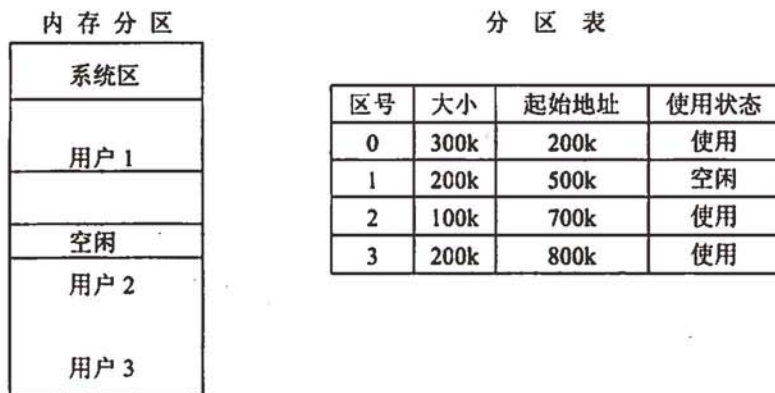 内存分区
分区表
系统区
用户1
空闲
用户2
用户3
区号 大小 起始地址 使用状态
0 300k 200k 使用
1 200k 500k 空闲
2 100k 700k 使用
3 200k 800k 使用